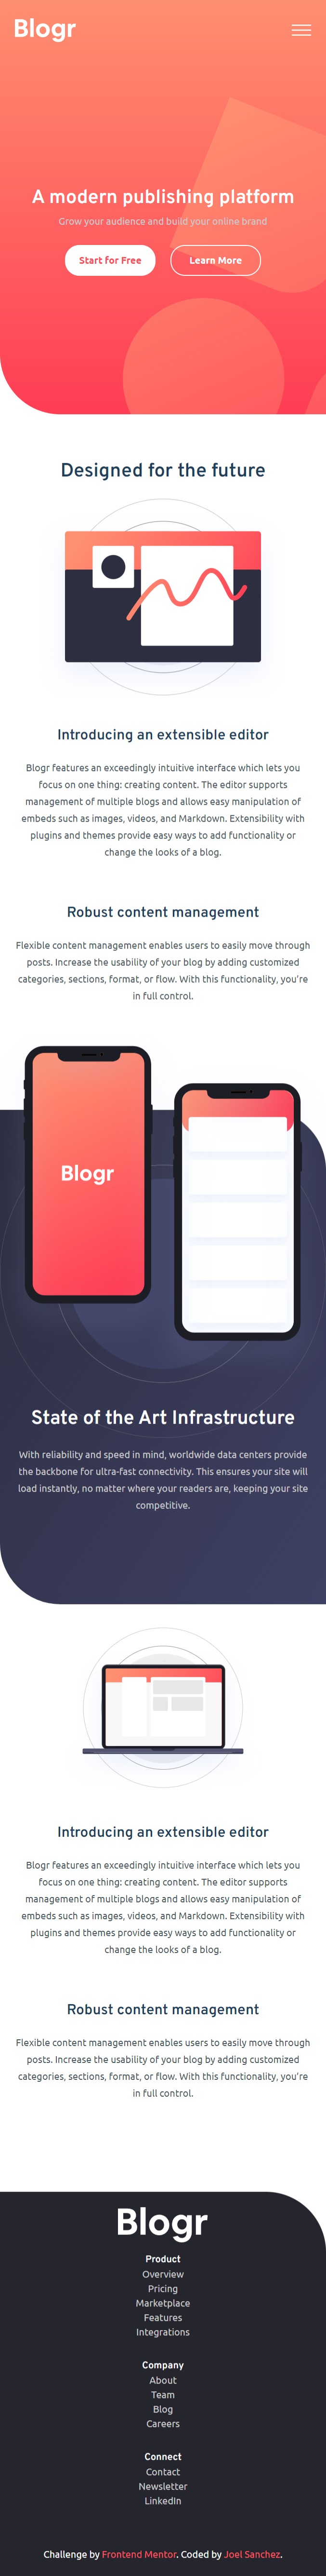 Blogr
A modern publishing platform
Grow your audience and build your online brand
Start for Free
Learn More
Designed for the future
Introducing an extensible editor
Blogr features an exceedingly intuitive interface which lets you
focus on one thing: creating content. The editor supports
management of multiple blogs and allows easy manipulation of
embeds such as images, videos, and Markdown. Extensibility with
plugins and themes provide easy ways to add functionality or
change the looks of a blog.
Robust content management
Flexible content management enables users to easily move through
posts. Increase the usability of your blog by adding customized
categories, sections, format, or flow. With this functionality, you’re
in full control.
Blogr
State of the Art Infrastructure
With reliability and speed in mind, worldwide data centers provide
the backbone for ultra-fast connectivity. This ensures your site will
load instantly, no matter where your readers are, keeping your site
competitive.
Introducing an extensible editor
Blogr features an exceedingly intuitive interface which lets you
focus on one thing: creating content. The editor supports
management of multiple blogs and allows easy manipulation of
embeds such as images, videos, and Markdown. Extensibility with
plugins and themes provide easy ways to add functionality or
change the looks of a blog.
Robust content management
Flexible content management enables users to easily move through
posts. Increase the usability of your blog by adding customized
categories, sections, format, or flow. With this functionality, you’re
in full control.
Blogr
Product
Overview
Pricing
Marketplace
Features
Integrations
Company
About
Team
Blog
Careers
Connect
Contact
Newsletter
LinkedIn
Challenge by Frontend Mentor. Coded by Joel Sanchez.